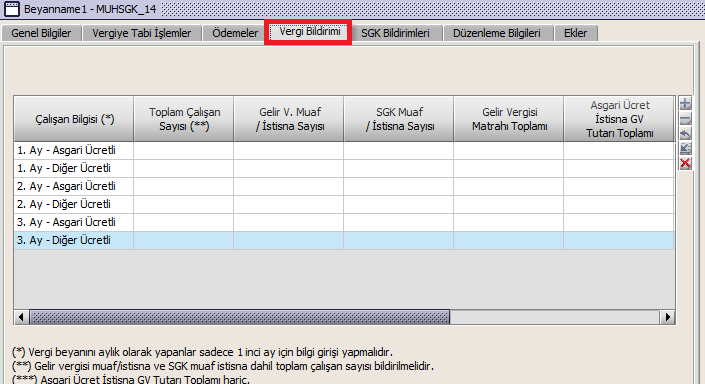 Beyanname1 - MUHSGK_14
Genel Bilgiler Vergiye Tabi İşlemler Ödemeler Vergi Bildirimi SGK Bildirimleri Düzenleme Bilgileri Ekler
Çalışan Bilgisi (*) Toplam Çalışan Sayısı (**) Gelir V. Muaf / İstisna Sayısı SGK Muaf / İstisna Sayısı Gelir Vergisi Matrahı Toplamı Asgari Ücret İstisna GV Tutarı Toplamı
1. Ay - Asgari Ücretli
1. Ay - Diğer Ücretli
2. Ay - Asgari Ücretli
2. Ay - Diğer Ücretli
3. Ay - Asgari Ücretli
3. Ay - Diğer Ücretli
(*) Vergi beyanını aylık olarak yapanlar sadece 1 inci ay için bilgi girişi yapmalıdır.
(**) Gelir vergisi muaf/istisna ve SGK muaf istisna dahil toplam çalışan sayısı bildirilmelidir.
(***) Asgari Ücret İstisna GV Tutarı Toplamı hariç.